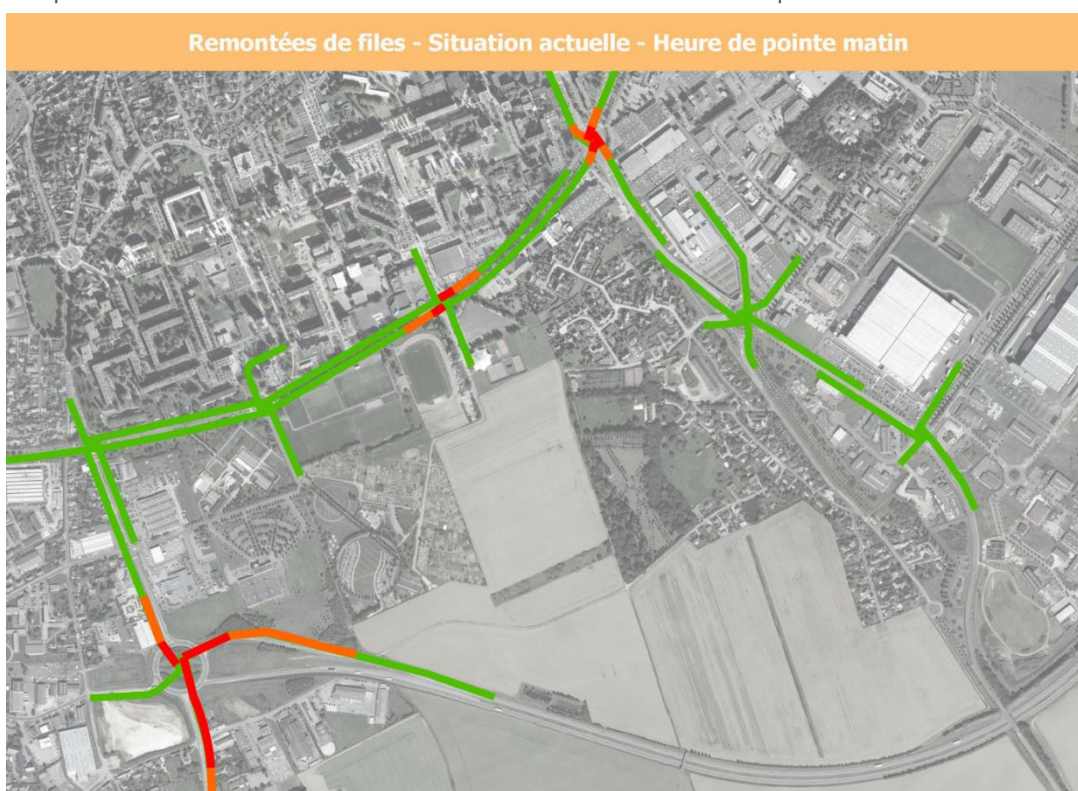 Remontées de files - Situation actuelle - Heure de pointe matin